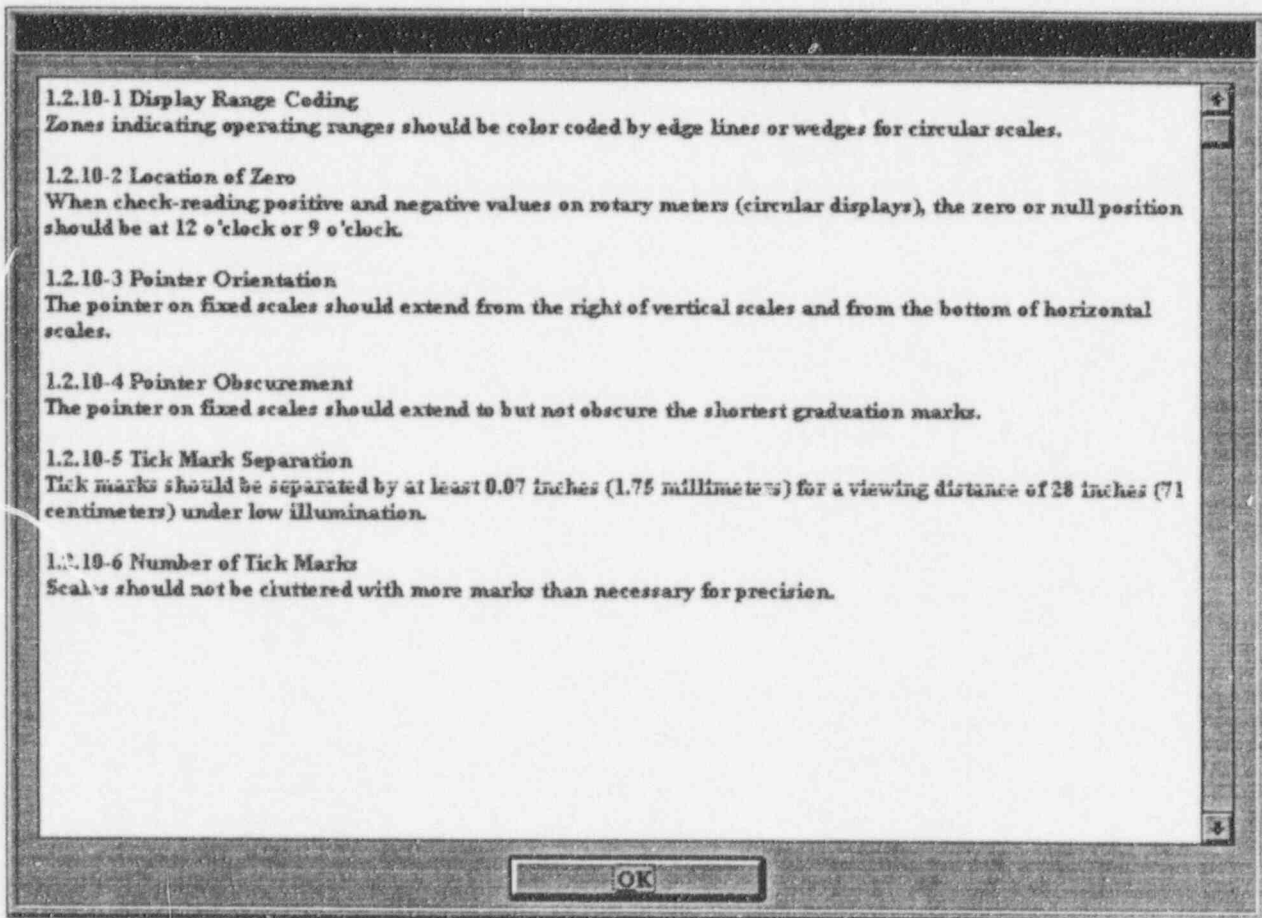 1.2.10-1 Display Range Coding
Zones indicating operating ranges should be color coded by edge lines or wedges for circular scales.
1.2.10-2 Location of Zero
When check-reading positive and negative values on rotary meters (circular displays), the zero or null position
should be at 12 o'clock or 9 o'clock.
1.2.10-3 Pointer Orientation
The pointer on fixed scales should extend from the right of vertical scales and from the bottom of horizontal
scales.
1.2.10-4 Pointer Obscurement
The pointer on fixed scales should extend to but not obscure the shortest graduation marks.
1.2.10-5 Tick Mark Separation
Tick marks should be separated by at least 0.07 inches (1.75 millimeters) for a viewing distance of 28 inches (71
centimeters) under low illumination.
1.2.10-6 Number of Tick Marks
Scales should not be cluttered with more marks than necessary for precision.
OK